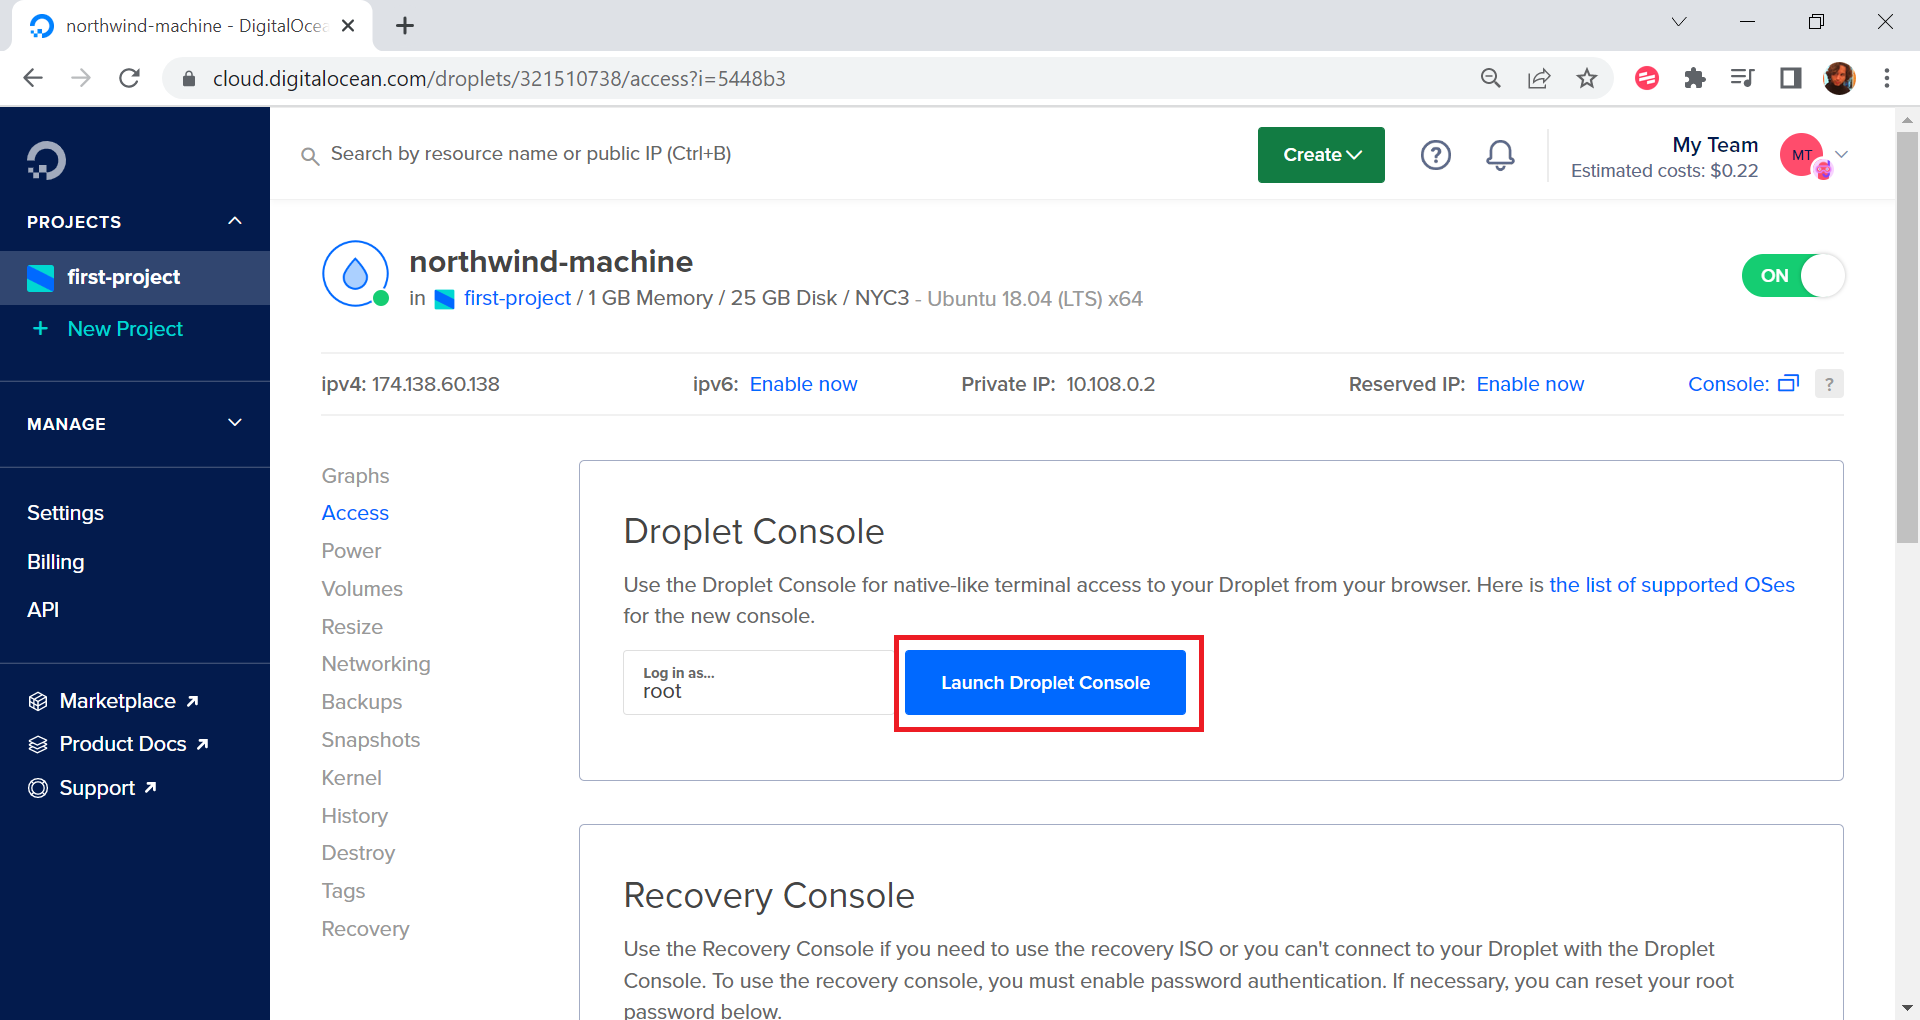 northwind-machine - DigitalOcea
cloud.digitalocean.com/droplets/321510738/access?i=5448b3
Search by resource name or public IP (Ctrl+B)
Create
?
My Team
Estimated costs: $0.22
MT
PROJECTS
first-project
+ New Project
MANAGE
Settings
Billing
API
Marketplace
Product Docs
Support
northwind-machine
in first-project / 1 GB Memory / 25 GB Disk / NYC3 - Ubuntu 18.04 (LTS) x64
ON
ipv4: 174.138.60.138 ipv6: Enable now Private IP: 10.108.0.2 Reserved IP: Enable now Console: ?
Graphs
Access
Power
Volumes
Resize
Networking
Backups
Snapshots
Kernel
History
Destroy
Tags
Recovery
Droplet Console
Use the Droplet Console for native-like terminal access to your Droplet from your browser. Here is the list of supported OSes
for the new console.
Log in as...
root
Launch Droplet Console
Recovery Console
Use the Recovery Console if you need to use the recovery ISO or you can't connect to your Droplet with the Droplet
Console. To use the recovery console, you must enable password authentication. If necessary, you can reset your root
password below.